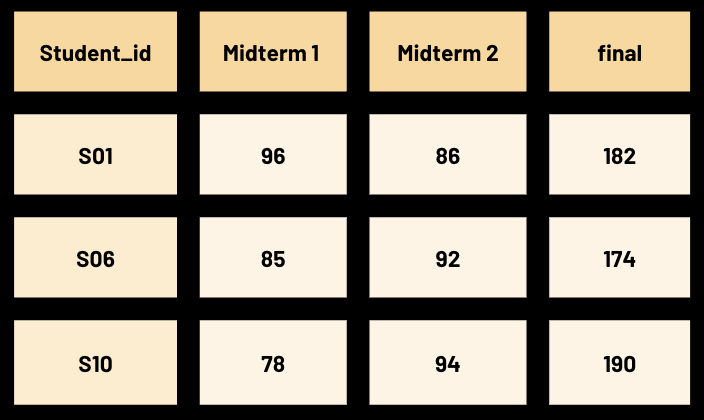 Student_id Midterm 1 Midterm 2 final
S01 96 86 182
S06 85 92 174
S10 78 94 190